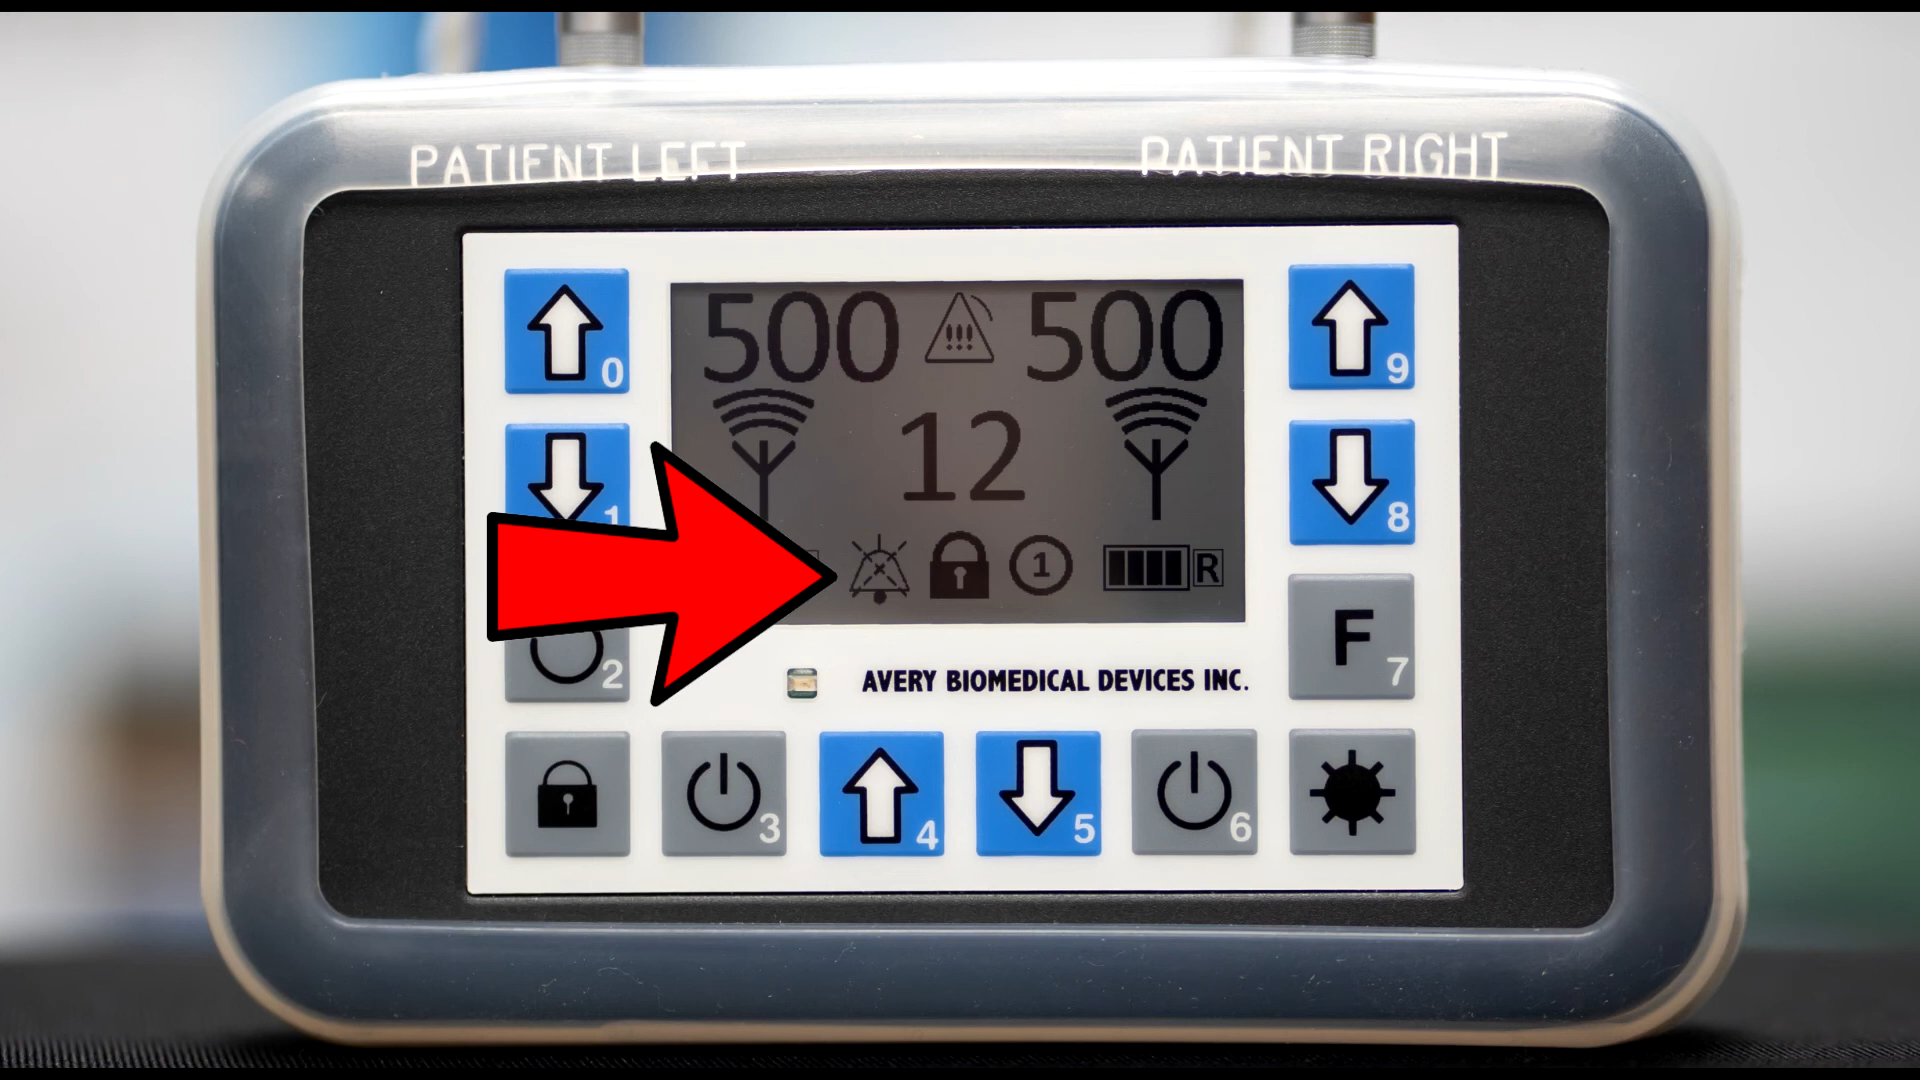 PATIENT LEFT PATIENT RIGHT
0 500 500 9
12
1 8
1 R
2 F 7
AVERY BIOMEDICAL DEVICES INC.
3 4 5 6